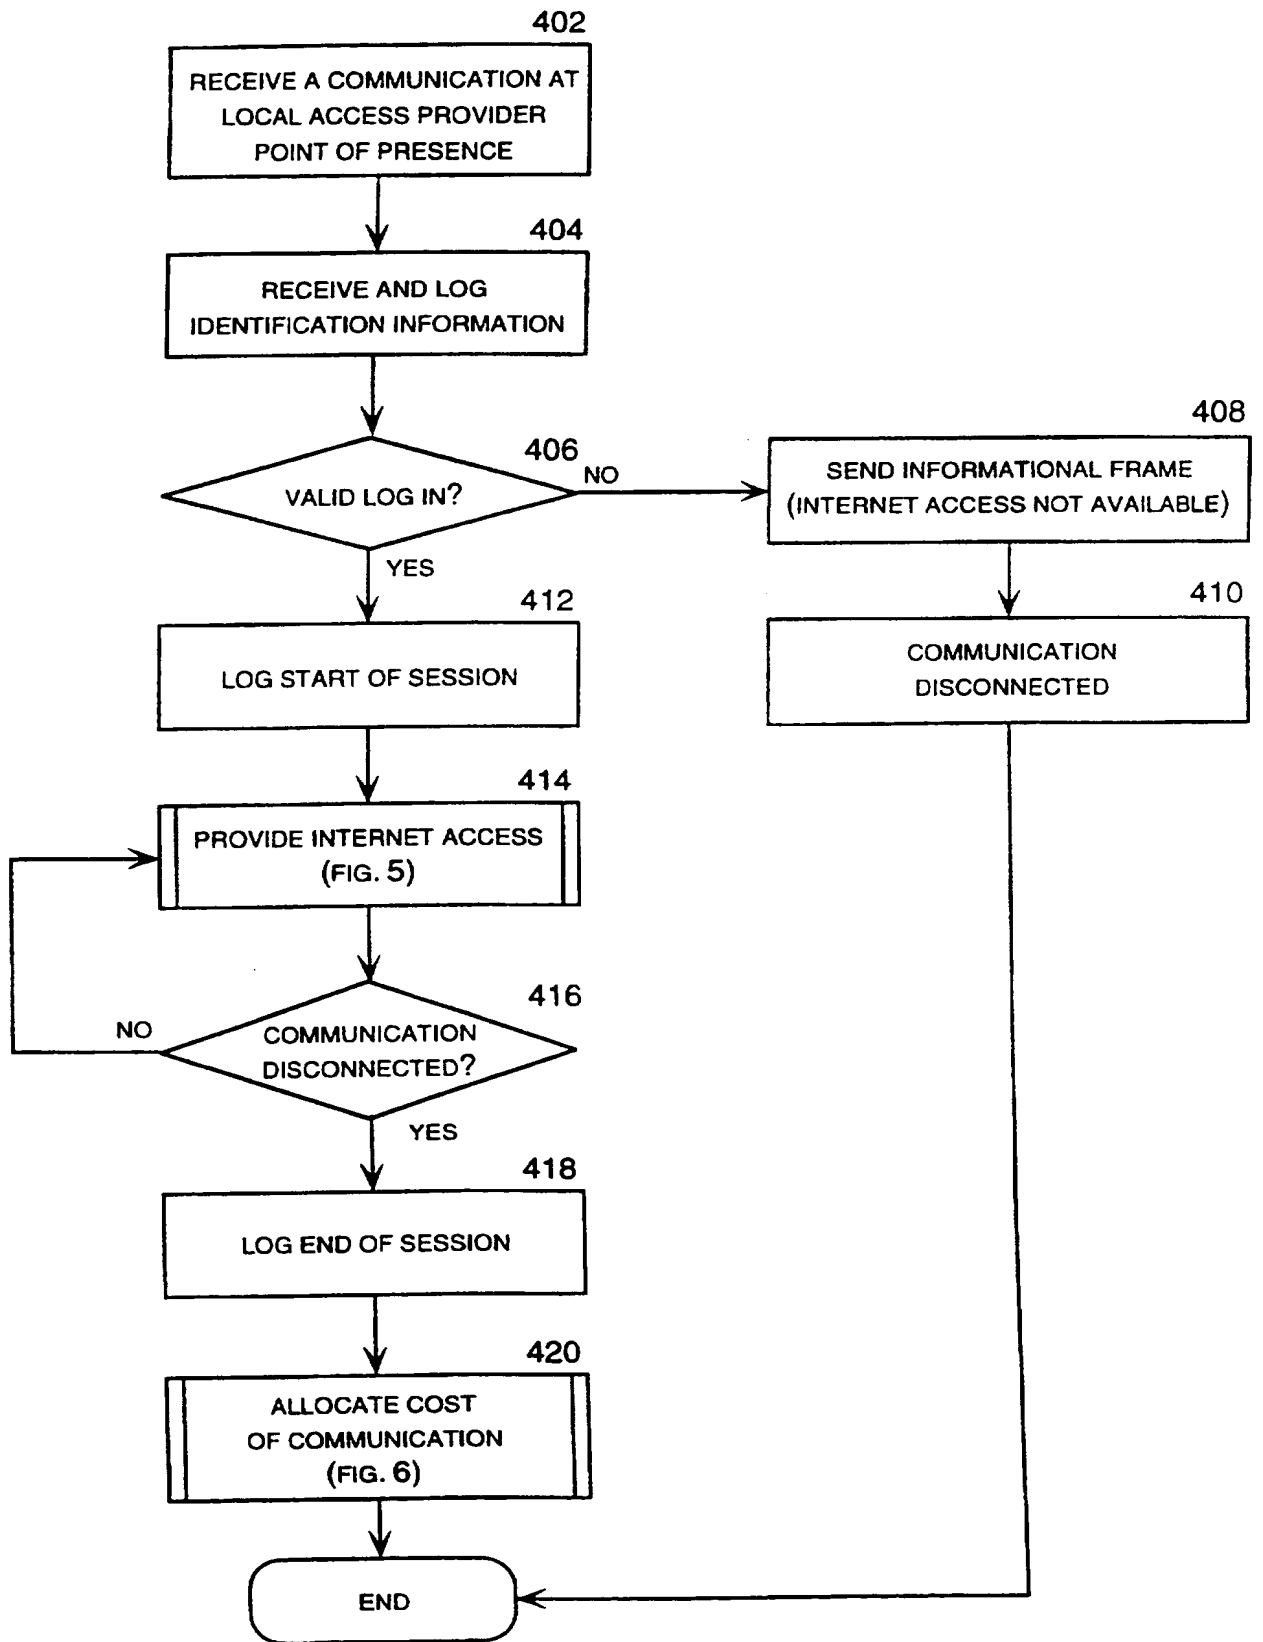 402
RECEIVE A COMMUNICATION AT
LOCAL ACCESS PROVIDER
POINT OF PRESENCE
404
RECEIVE AND LOG
IDENTIFICATION INFORMATION
406
VALID LOG IN?
NO
YES
408
SEND INFORMATIONAL FRAME
(INTERNET ACCESS NOT AVAILABLE)
410
COMMUNICATION
DISCONNECTED
412
LOG START OF SESSION
414
PROVIDE INTERNET ACCESS
(FIG. 5)
416
COMMUNICATION
DISCONNECTED?
NO
YES
418
LOG END OF SESSION
420
ALLOCATE COST
OF COMMUNICATION
(FIG. 6)
END